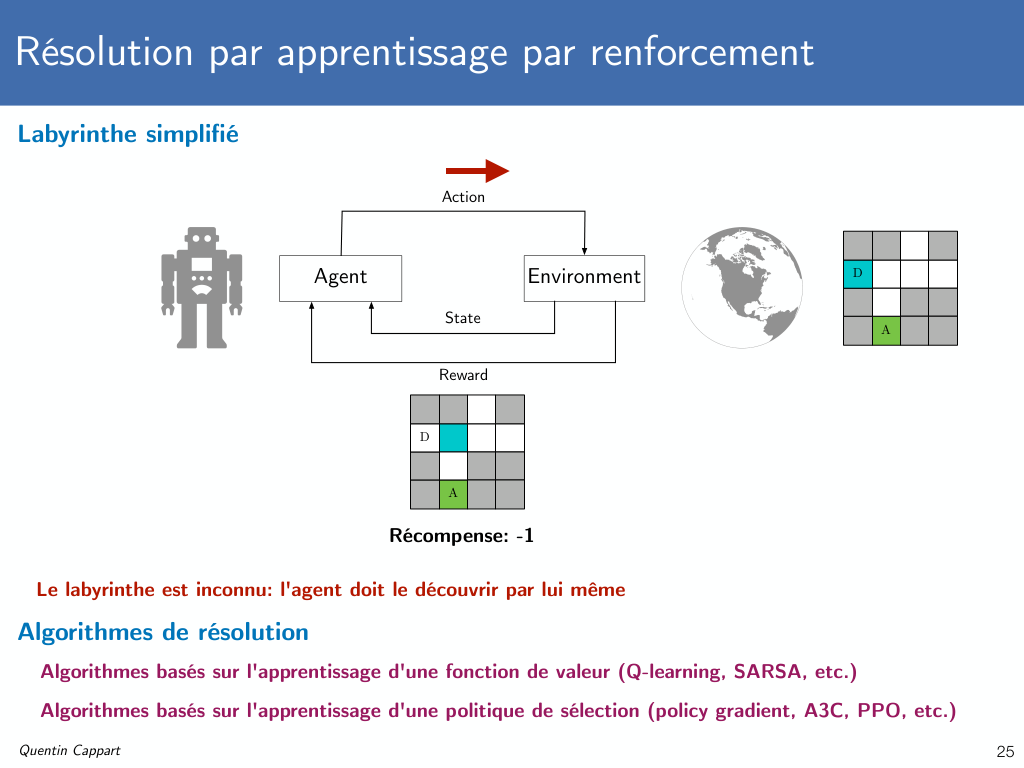 Résolution par apprentissage par renforcement
Labyrinthe simplifié
Action
Agent
Environment
D
A
State
Reward
D
A
Récompense: -1
Le labyrinthe est inconnu: l'agent doit le découvrir par lui même
Algorithmes de résolution
Algorithmes basés sur l'apprentissage d'une fonction de valeur (Q-learning, SARSA, etc.)
Algorithmes basés sur l'apprentissage d'une politique de sélection (policy gradient, A3C, PPO, etc.)
Quentin Cappart
25